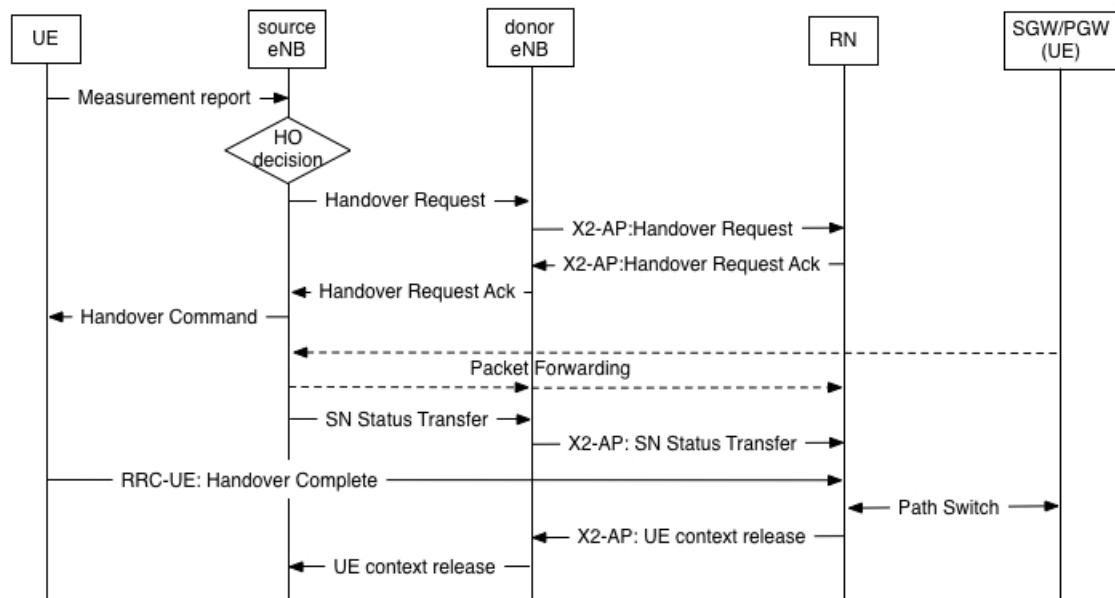 UE
source
eNB
donor
eNB
RN
SGW/PGW
(UE)
Measurement report
HO
decision
Handover Request
X2-AP:Handover Request
X2-AP:Handover Request Ack
Handover Request Ack
Handover Command
Packet Forwarding
SN Status Transfer
X2-AP: SN Status Transfer
RRC-UE: Handover Complete
Path Switch
X2-AP: UE context release
UE context release